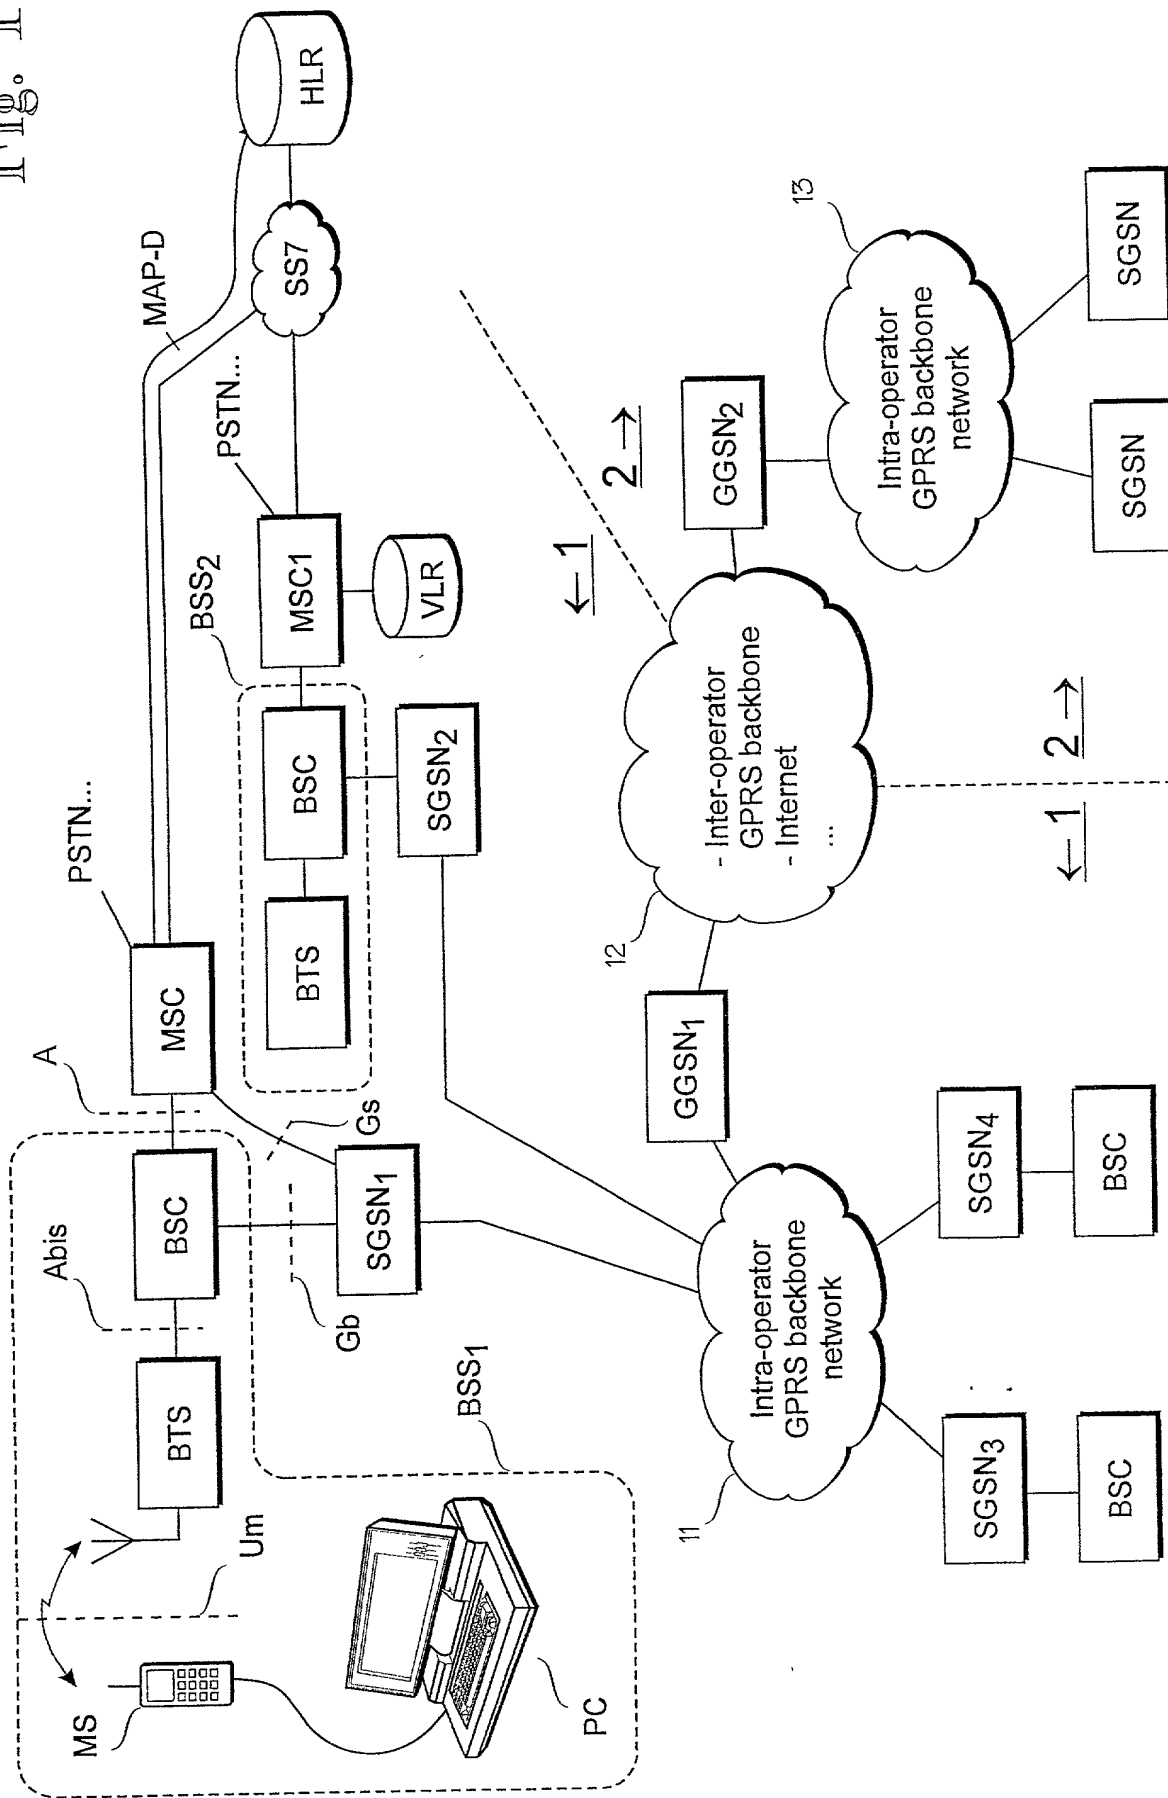 Fig. 1
MS
Um
PC
BTS
Abis
BSC
A
MSC
PSTN...
MAP-D
HLR
SS7
Gb
Gs
SGSN1
BSS1
BTS
BSC
BSS2
MSC1
PSTN...
VLR
SGSN2
11
Intra-operator
GPRS backbone
network
SGSN3
BSC
SGSN4
BSC
GGSN1
12
- Inter-operator
GPRS backbone
- Internet
...
← 1
2 →
← 1
2 →
GGSN2
13
Intra-operator
GPRS backbone
network
SGSN
SGSN